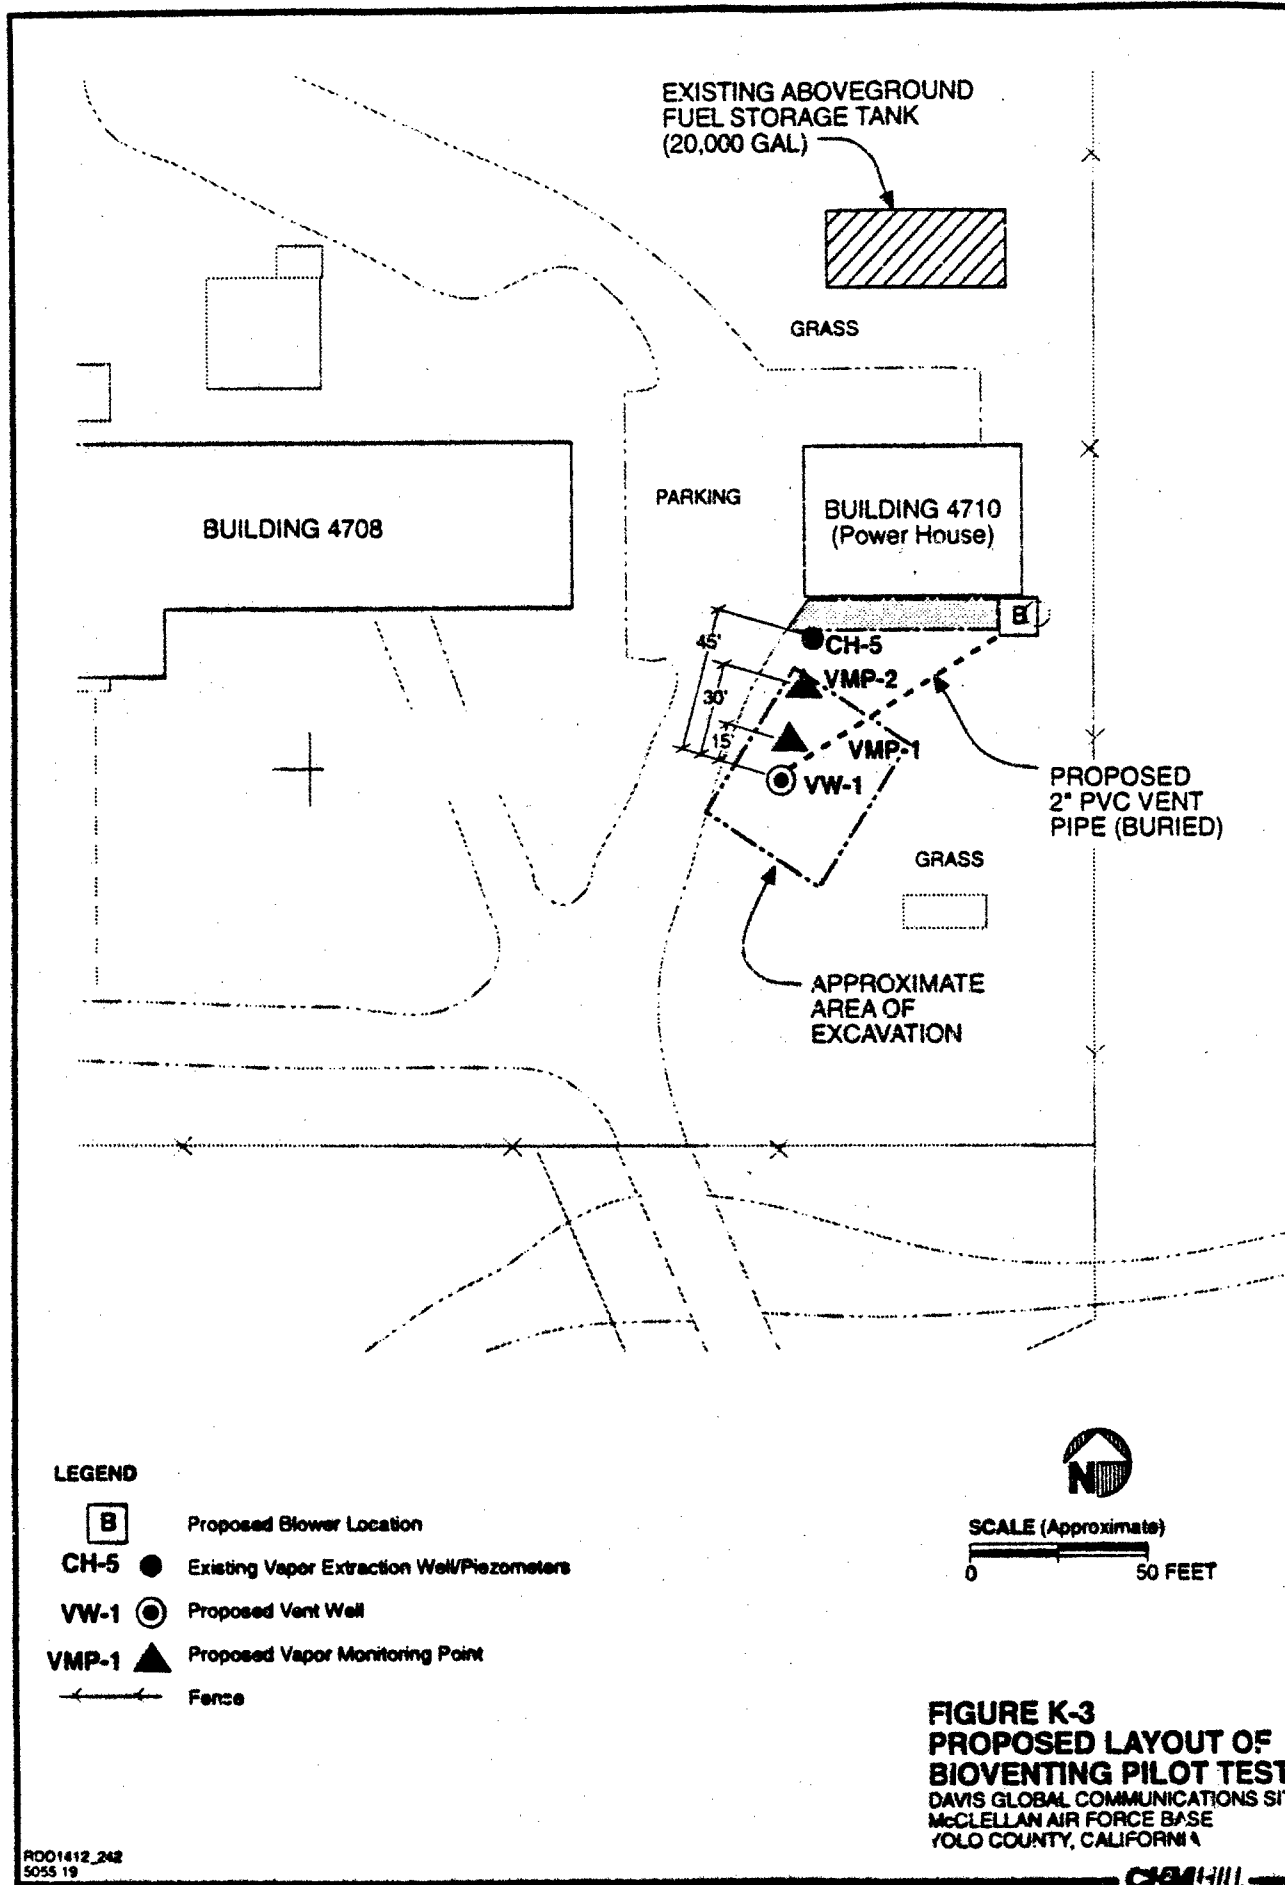 EXISTING ABOVEGROUND
FUEL STORAGE TANK
(20,000 GAL)
GRASS
PARKING
BUILDING 4708
BUILDING 4710
(Power House)
B
45'
CH-5
30'
VMP-2
15'
VMP-1
VW-1
PROPOSED
2" PVC VENT
PIPE (BURIED)
GRASS
APPROXIMATE
AREA OF
EXCAVATION
LEGEND
B Proposed Blower Location
CH-5 Existing Vapor Extraction Well/Piezometers
VW-1 Proposed Vent Well
VMP-1 Proposed Vapor Monitoring Point
Fence
N
SCALE (Approximate)
0 50 FEET
FIGURE K-3
PROPOSED LAYOUT OF
BIOVENTING PILOT TEST
DAVIS GLOBAL COMMUNICATIONS SIT
McCLELLAN AIR FORCE BASE
YOLO COUNTY, CALIFORNIA
RDD1412_242
5055 19
CH2M HILL